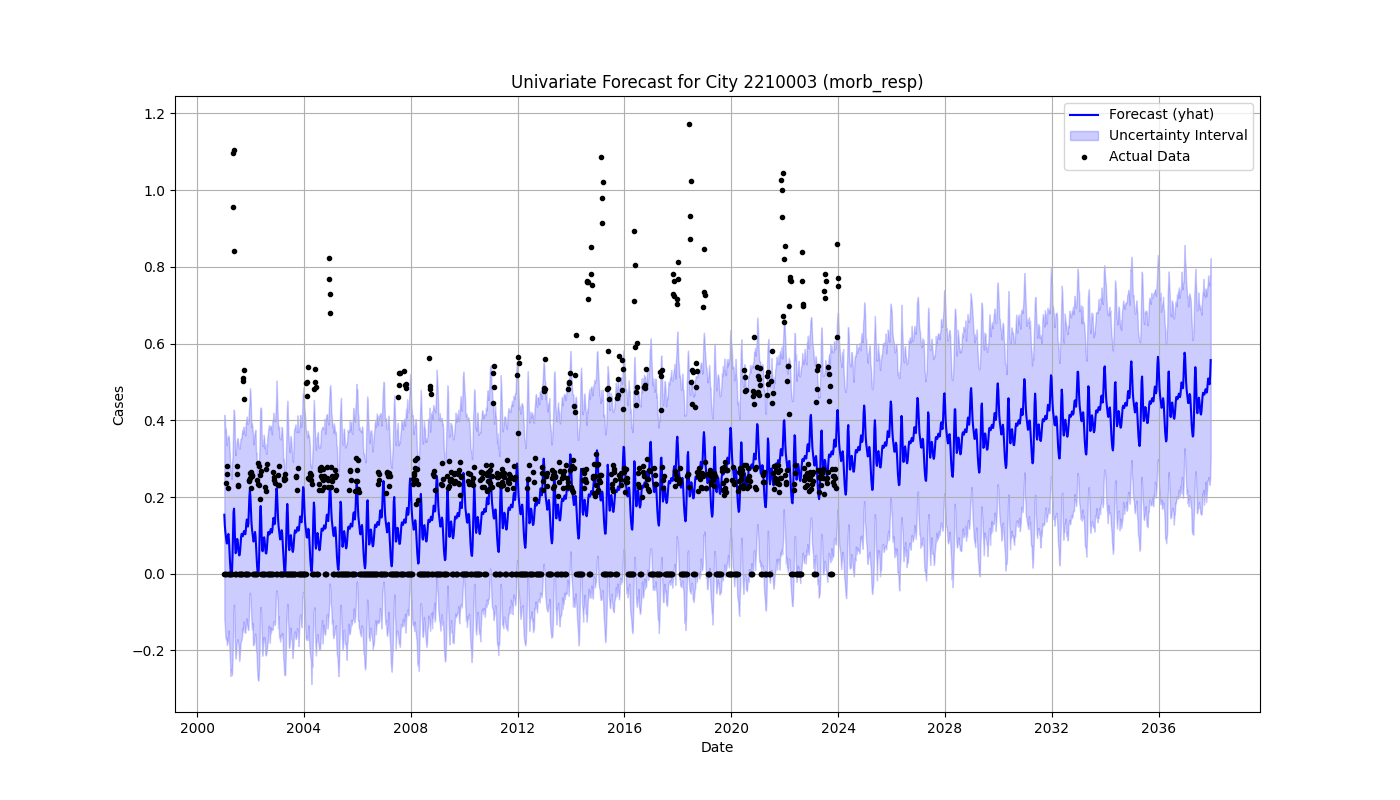 Univariate Forecast for City 2210003 (morb_resp)
Forecast (yhat)
Uncertainty Interval
Actual Data
Cases
1.2
1.0
0.8
0.6
0.4
0.2
0.0
−0.2
2000 2004 2008 2012 2016 2020 2024 2028 2032 2036
Date